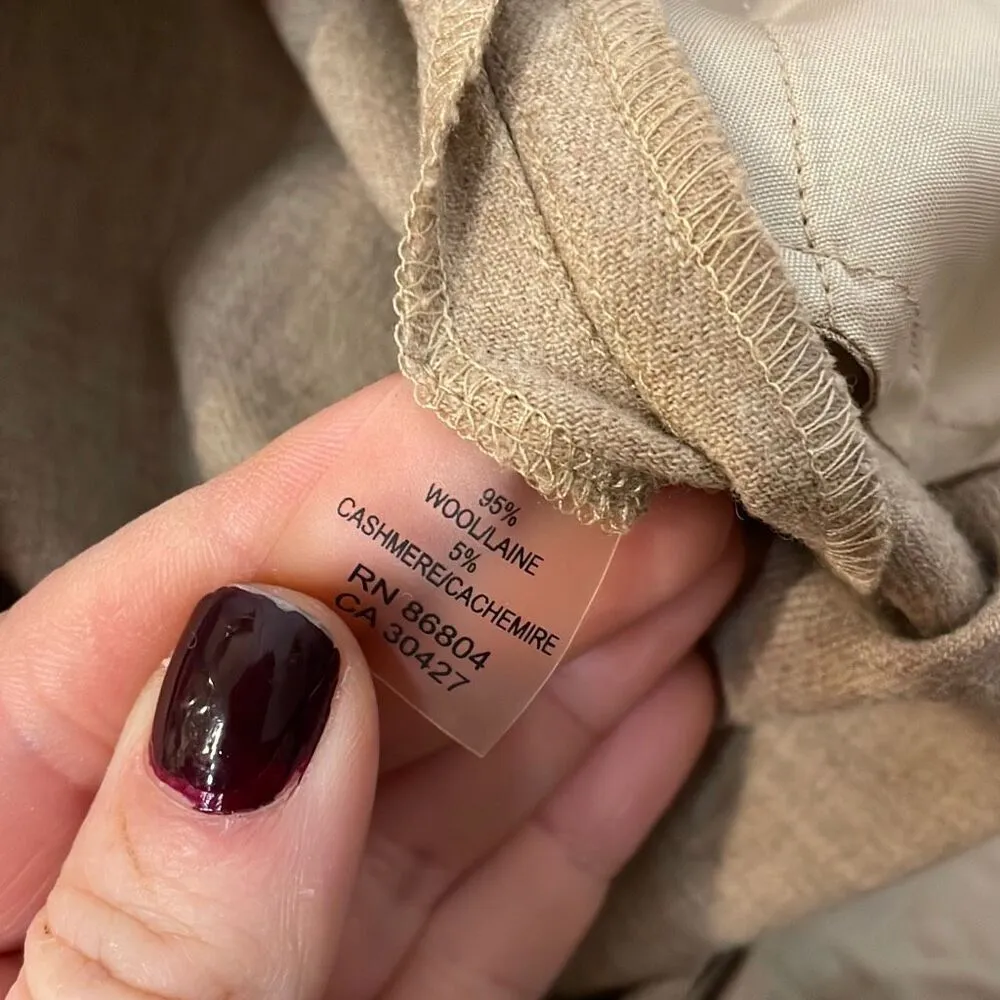 95%
WOOL/LAINE
5%
CASHMERE/CACHEMIRE
RN 86804
CA 30427